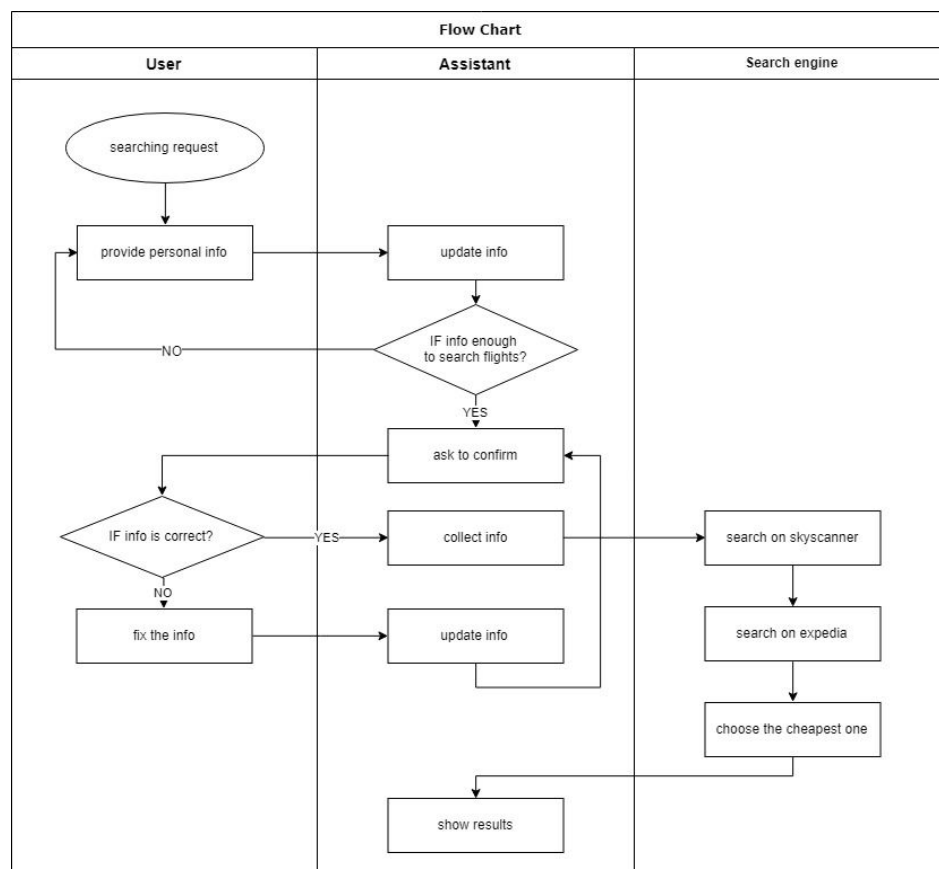 Flow Chart
User
Assistant
Search engine
searching request
provide personal info
update info
IF info enough
to search flights?
NO
YES
ask to confirm
IF info is correct?
YES
collect info
search on skyscanner
NO
fix the info
update info
search on expedia
choose the cheapest one
show results